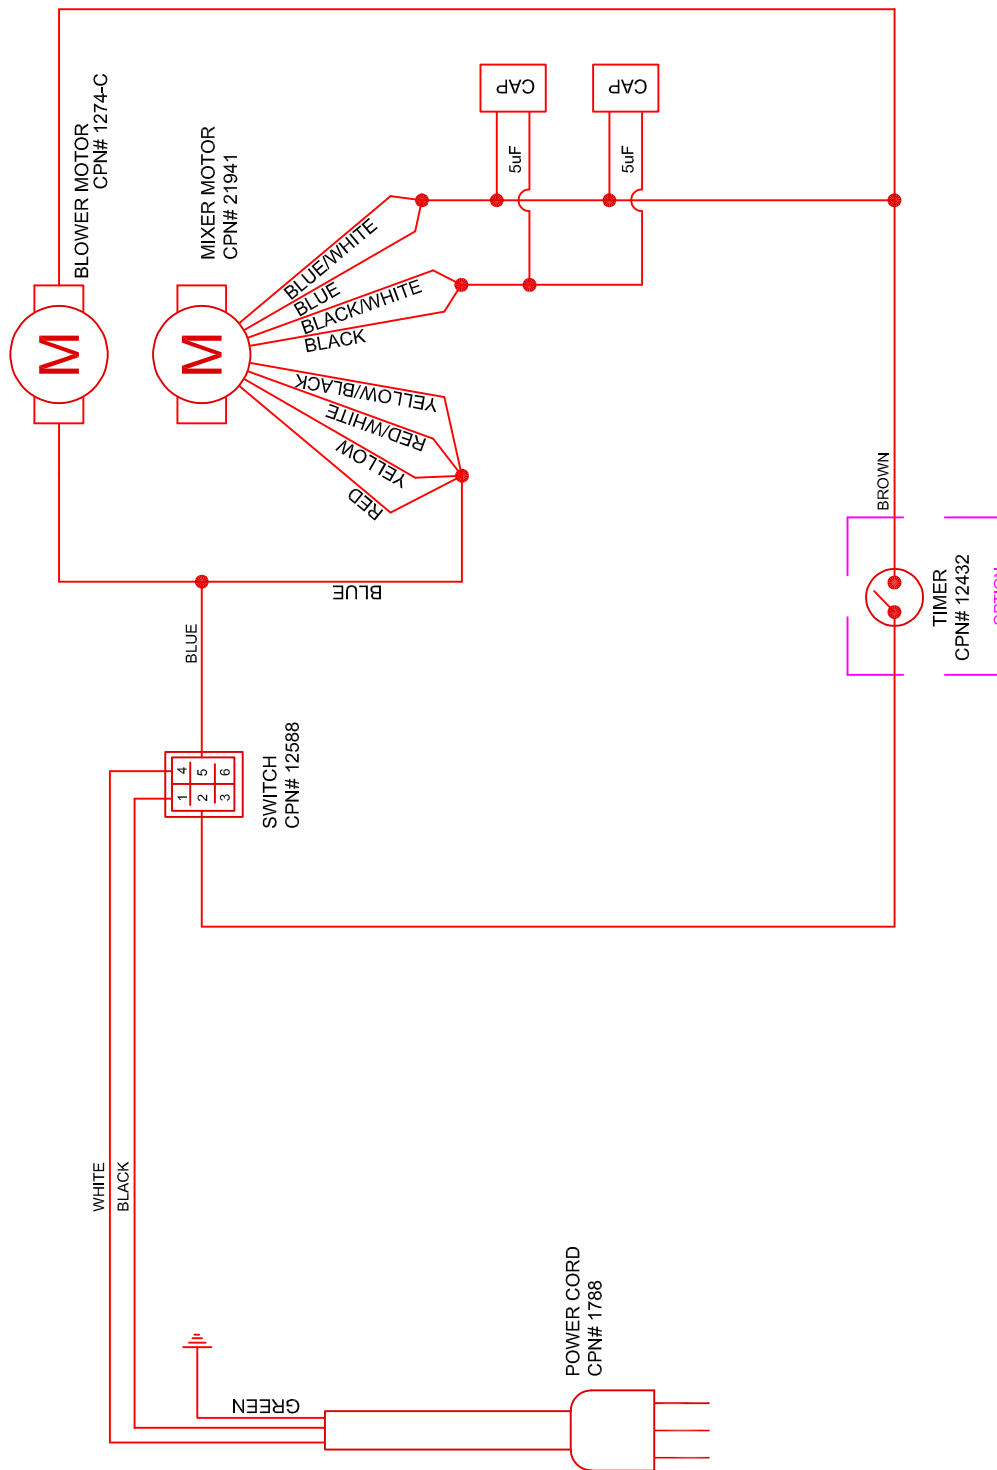 BLOWER MOTOR
CPN# 1274-C
MIXER MOTOR
CPN# 21941
M
M
CAP
CAP
5uF
5uF
BLUE/WHITE
BLUE
BLACK/WHITE
BLACK
YELLOW/BLACK
RED/WHITE
YELLOW
RED
BLUE
BLUE
BROWN
TIMER
CPN# 12432
OPTION
SWITCH
CPN# 12588
1
4
2
5
3
6
WHITE
BLACK
GREEN
POWER CORD
CPN# 1788